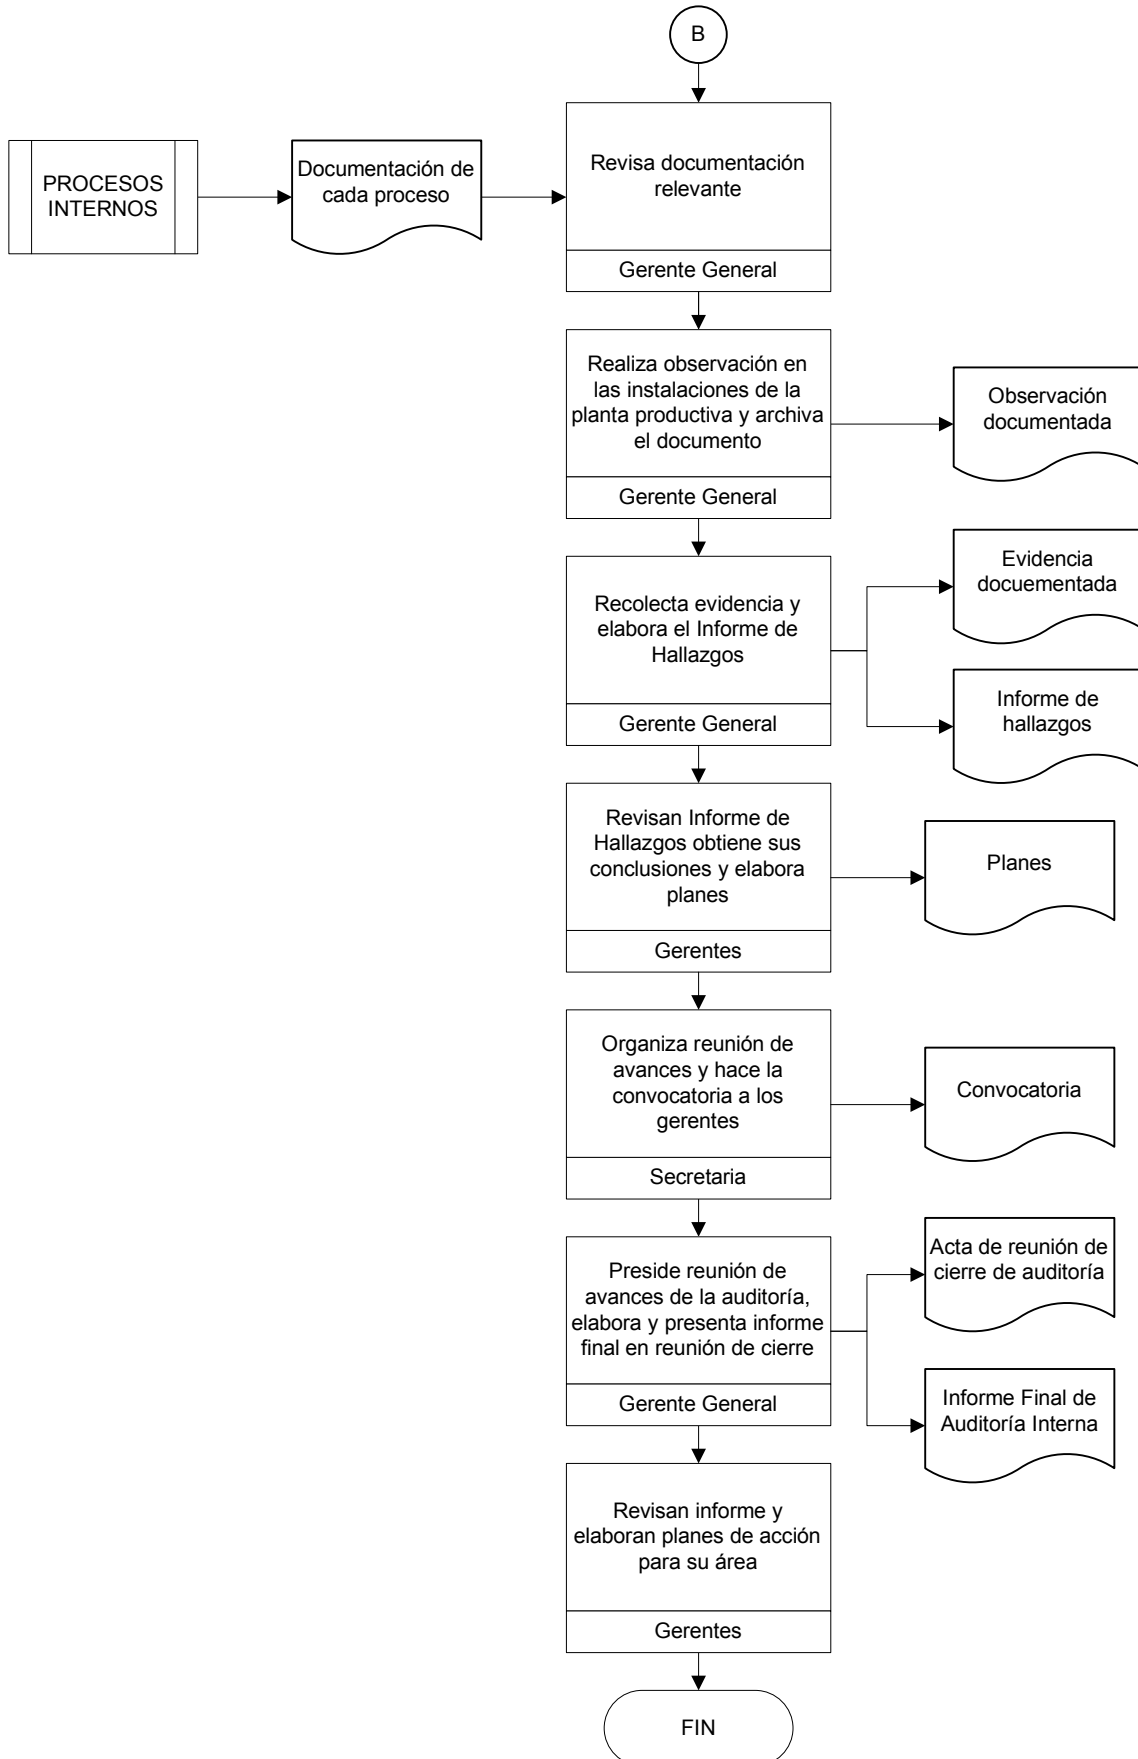 B
PROCESOS
INTERNOS
Documentación de
cada proceso
Revisa documentación
relevante
Gerente General
Realiza observación en
las instalaciones de la
planta productiva y archiva
el documento
Gerente General
Observación
documentada
Recolecta evidencia y
elabora el Informe de
Hallazgos
Gerente General
Evidencia
docuementada
Informe de
hallazgos
Revisan Informe de
Hallazgos obtiene sus
conclusiones y elabora
planes
Gerentes
Planes
Organiza reunión de
avances y hace la
convocatoria a los
gerentes
Secretaria
Convocatoria
Preside reunión de
avances de la auditoría,
elabora y presenta informe
final en reunión de cierre
Gerente General
Acta de reunión de
cierre de auditoría
Informe Final de
Auditoría Interna
Revisan informe y
elaboran planes de acción
para su área
Gerentes
FIN